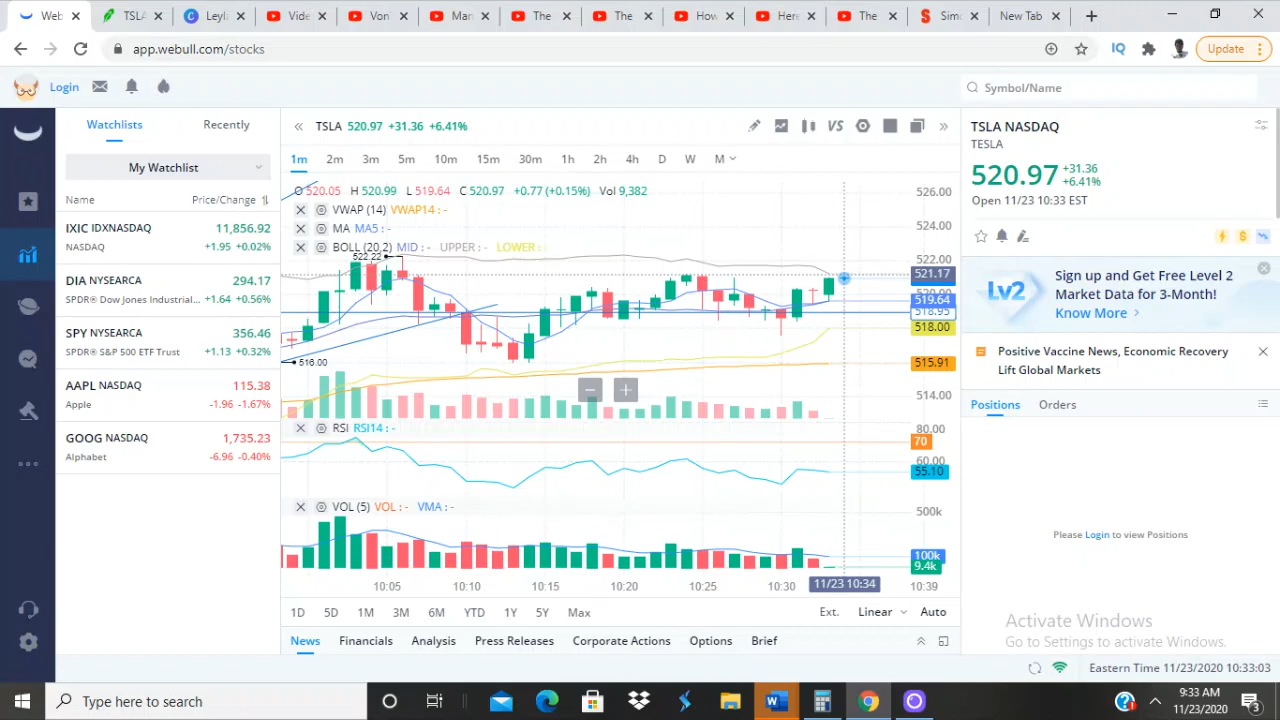 Web
TSLA
Leyla
Vide
Von
Mar
The
The
How
Her
The
Simo
New Tab
app.webull.com/stocks
IQ
Update
Login
Symbol/Name
Watchlists
Recently
My Watchlist
Name Price/Change
IXIC IDXNASDAQ 11,856.92
NASDAQ +1.95 +0.02%
DIA NYSEARCA 294.17
SPDR® Dow Jones Industrial... +1.64 +0.56%
SPY NYSEARCA 356.46
SPDR® S&P 500 ETF Trust +1.13 +0.32%
AAPL NASDAQ 115.38
Apple -1.96 -1.67%
GOOG NASDAQ 1,735.23
Alphabet -6.95 -0.40%
TSLA 520.97 +31.36 +6.41%
VS
1m 2m 3m 5m 10m 15m 30m 1h 2h 4h D W M
O 520.05 H 520.99 L 519.64 C 520.97 +0.77 (+0.15%) Vol 9,382
VWAP (14) VWAP14 : -
MA MA5 : -
BOLL (20,2) MID : - UPPER : - LOWER :
522.22
516.00
526.00
524.00
522.00
521.17
520.00
519.64
518.95
518.00
515.91
514.00
RSI RSI14 : -
80.00
70
60.00
55.10
VOL (5) VOL : - VMA : -
500k
100k
9.4k
10:05 10:10 10:15 10:20 10:25 10:30 11/23 10:34 10:39
1D 5D 1M 3M 6M YTD 1Y 5Y Max Ext. Linear Auto
News Financials Analysis Press Releases Corporate Actions Options Brief
TSLA NASDAQ
TESLA
520.97 +31.36
+6.41%
Open 11/23 10:33 EST
Lv2
Sign up and Get Free Level 2
Market Data for 3-Month!
Know More >
Positive Vaccine News, Economic Recovery
Lift Global Markets
Positions Orders
Please Login to view Positions
Activate Windows
Go to Settings to activate Windows.
Eastern Time 11/23/2020 10:33:03
Type here to search
9:33 AM
11/23/2020
3